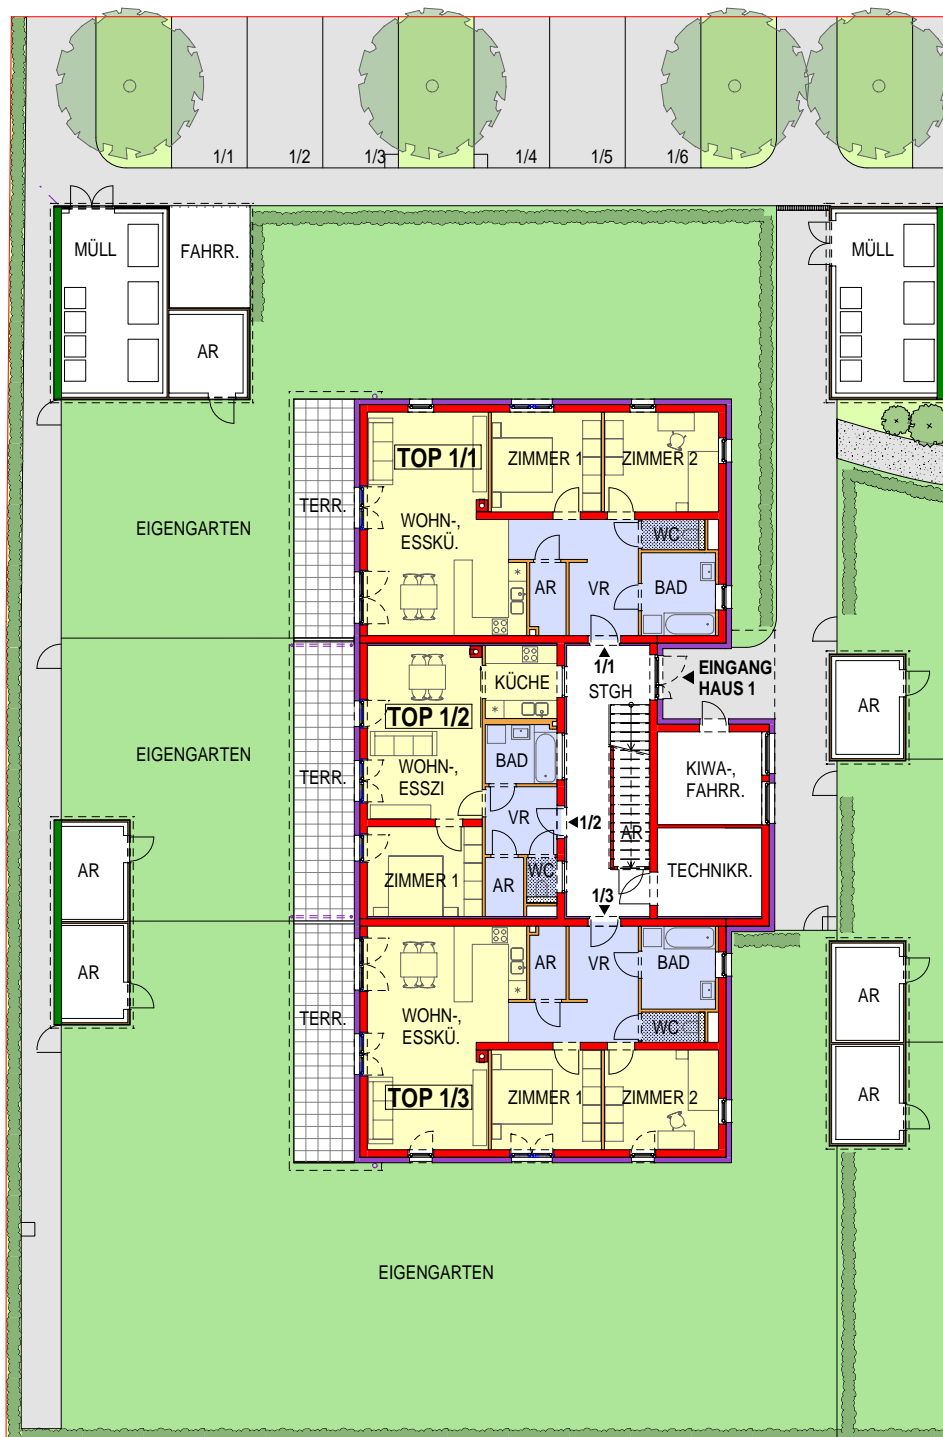 1/1
1/2
1/3
1/4
1/5
1/6
MÜLL
FAHRR.
AR
MÜLL
TOP 1/1
ZIMMER 1
ZIMMER 2
TERR.
EIGENGARTEN
WOHN-,
ESSKÜ.
WC
AR
VR
BAD
1/1
STGH
EINGANG
HAUS 1
KÜCHE
TOP 1/2
AR
EIGENGARTEN
TERR.
WOHN-,
ESSZI
BAD
KIWA-,
FAHRR.
VR
1/2
AR
AR
ZIMMER 1
AR
WC
TECHNIKR.
1/3
AR
TERR.
WOHN-,
ESSKÜ.
AR
VR
BAD
WC
AR
TOP 1/3
ZIMMER 1
ZIMMER 2
AR
EIGENGARTEN